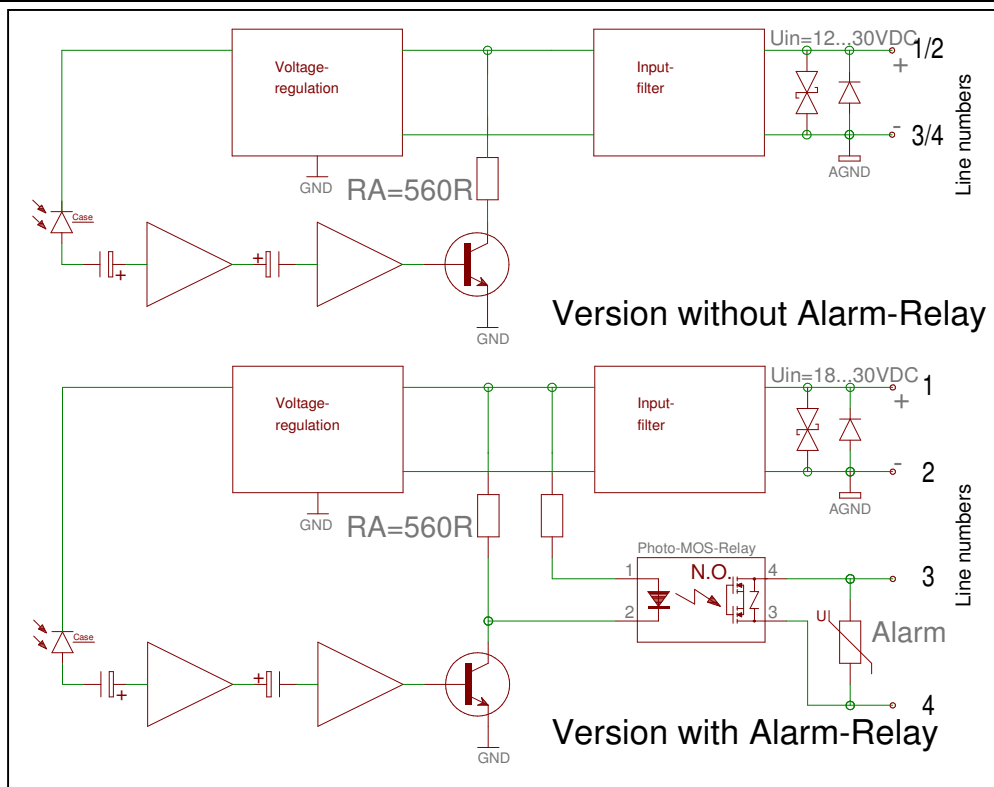 Uin=12...30VDC
1/2
+
Voltage-
regulation
Input-
filter
-
3/4
Line numbers
GND
AGND
RA=560R
Case
+
+
GND
Version without Alarm-Relay
Uin=18...30VDC
1
+
Voltage-
regulation
Input-
filter
-
2
Line numbers
GND
AGND
RA=560R
Photo-MOS-Relay
1
N.O.
4
3
2
3
UI
Alarm
Case
+
+
4
GND
Version with Alarm-Relay